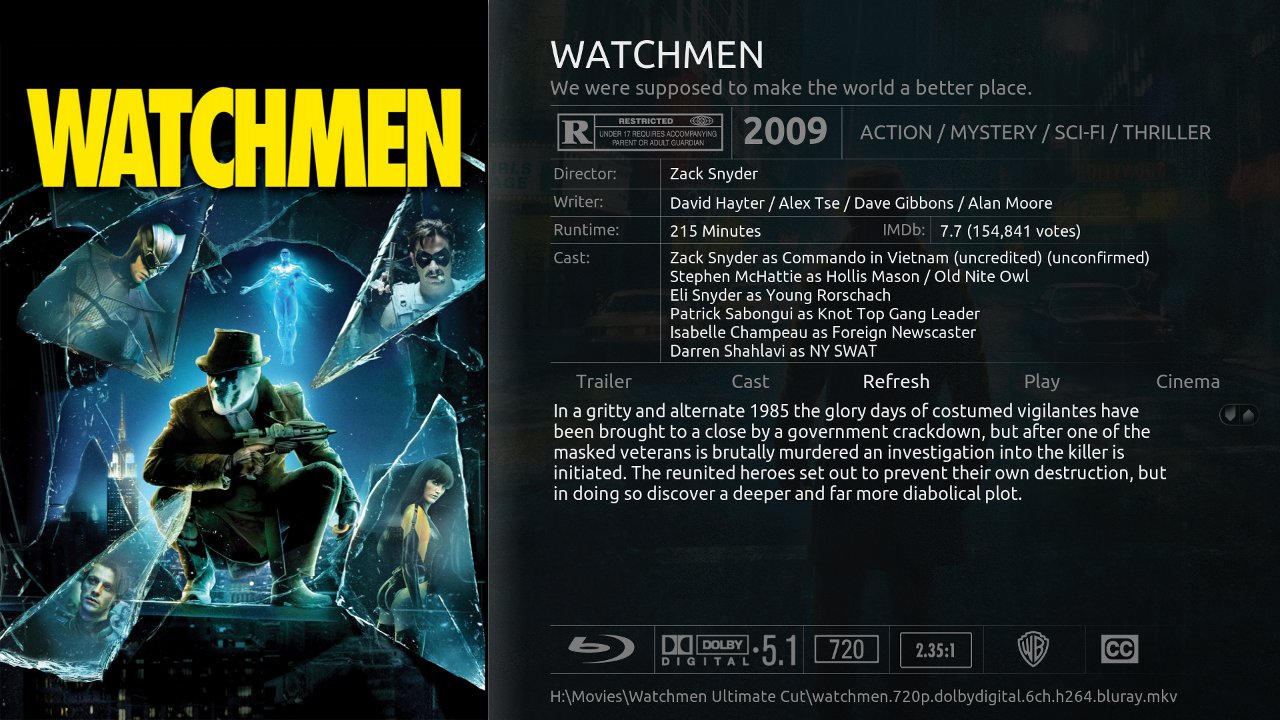 WATCHMEN
WATCHMEN
We were supposed to make the world a better place.
R RESTRICTED
UNDER 17 REQUIRES ACCOMPANYING
PARENT OR ADULT GUARDIAN
2009
ACTION / MYSTERY / SCI-FI / THRILLER
Director: Zack Snyder
Writer: David Hayter / Alex Tse / Dave Gibbons / Alan Moore
Runtime: 215 Minutes IMDb: 7.7 (154,841 votes)
Cast: Zack Snyder as Commando in Vietnam (uncredited) (unconfirmed)
Stephen McHattie as Hollis Mason / Old Nite Owl
Eli Snyder as Young Rorschach
Patrick Sabongui as Knot Top Gang Leader
Isabelle Champeau as Foreign Newscaster
Darren Shahlavi as NY SWAT
Trailer Cast Refresh Play Cinema
In a gritty and alternate 1985 the glory days of costumed vigilantes have
been brought to a close by a government crackdown, but after one of the
masked veterans is brutally murdered an investigation into the killer is
initiated. The reunited heroes set out to prevent their own destruction, but
in doing so discover a deeper and far more diabolical plot.
DOLBY DIGITAL 5.1 720 2.35:1 WB CC
H:\Movies\Watchmen Ultimate Cut\watchmen.720p.dolbydigital.6ch.h264.bluray.mkv